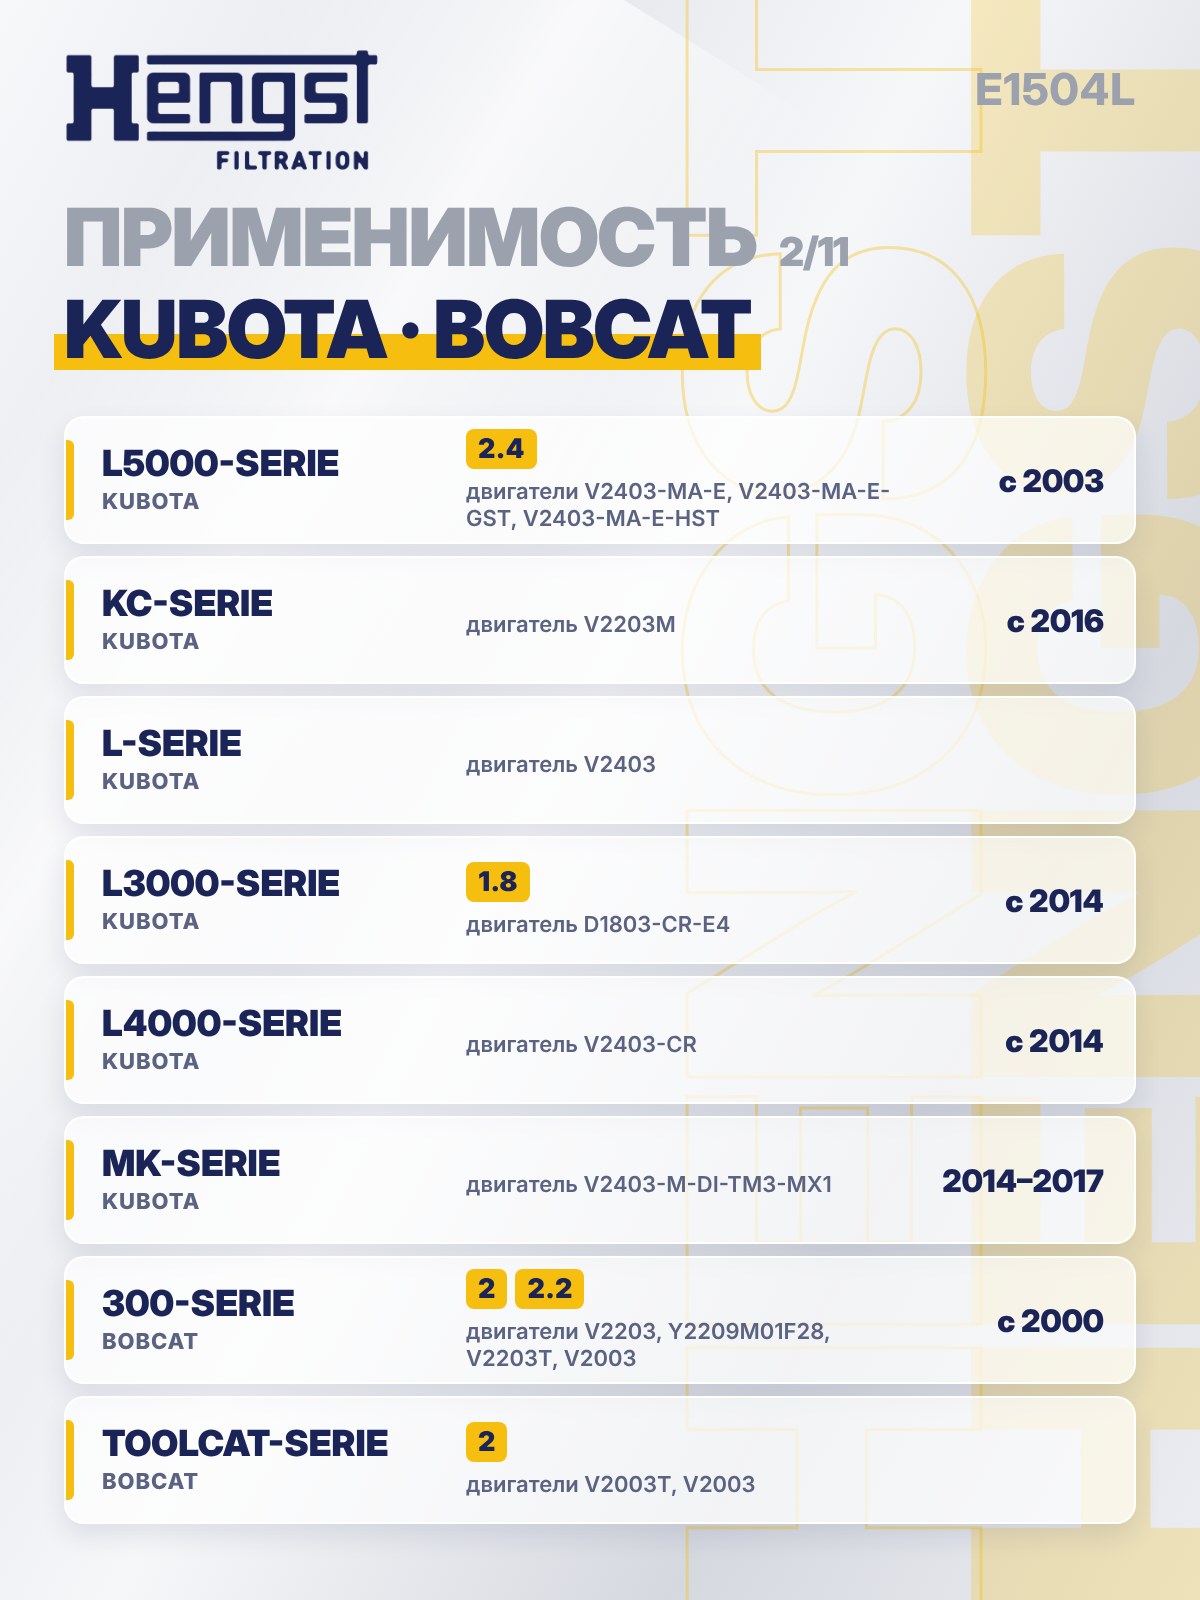 Hengst
FILTRATION
E1504L
ПРИМЕНИМОСТЬ 2/11
KUBOTA · BOBCAT
L5000-SERIE
KUBOTA
2.4
двигатели V2403-MA-E, V2403-MA-E-
GST, V2403-MA-E-HST
с 2003
KC-SERIE
KUBOTA
двигатель V2203M
с 2016
L-SERIE
KUBOTA
двигатель V2403
L3000-SERIE
KUBOTA
1.8
двигатель D1803-CR-E4
с 2014
L4000-SERIE
KUBOTA
двигатель V2403-CR
с 2014
MK-SERIE
KUBOTA
двигатель V2403-M-DI-TM3-MX1
2014–2017
300-SERIE
BOBCAT
2 2.2
двигатели V2203, Y2209M01F28,
V2203T, V2003
с 2000
TOOLCAT-SERIE
BOBCAT
2
двигатели V2003T, V2003
HENGST
HENGST